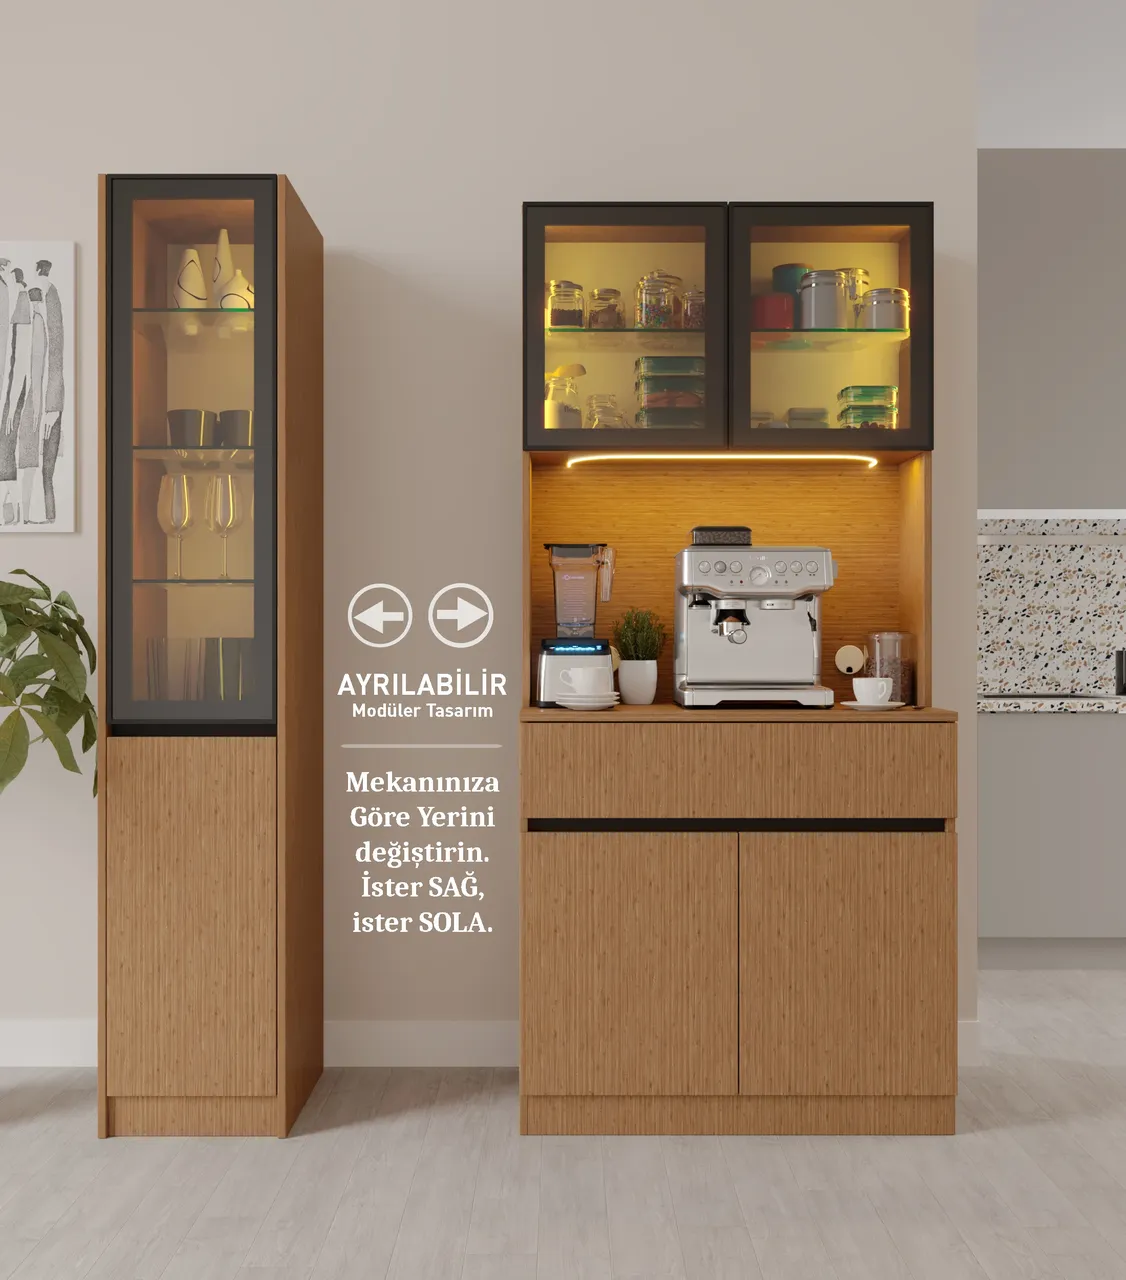 AYRILABİLİR
Modüler Tasarım
Mekanınıza
Göre Yerini
değiştirin.
İster SAĞ,
ister SOLA.